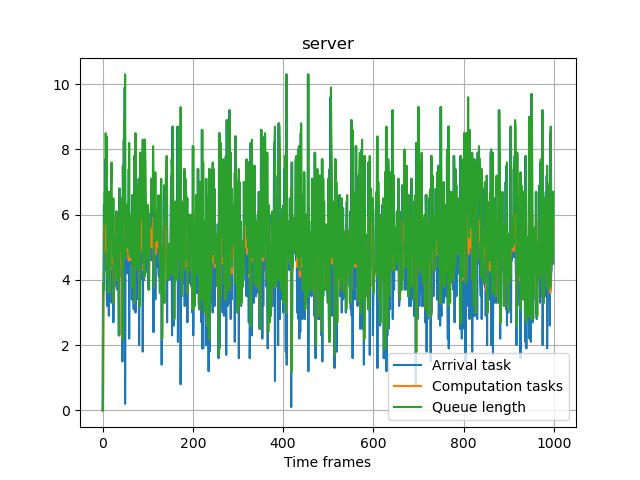 server
10
8
6
4
2
0
0 200 400 600 800 1000
Time frames
Arrival task
Computation tasks
Queue length